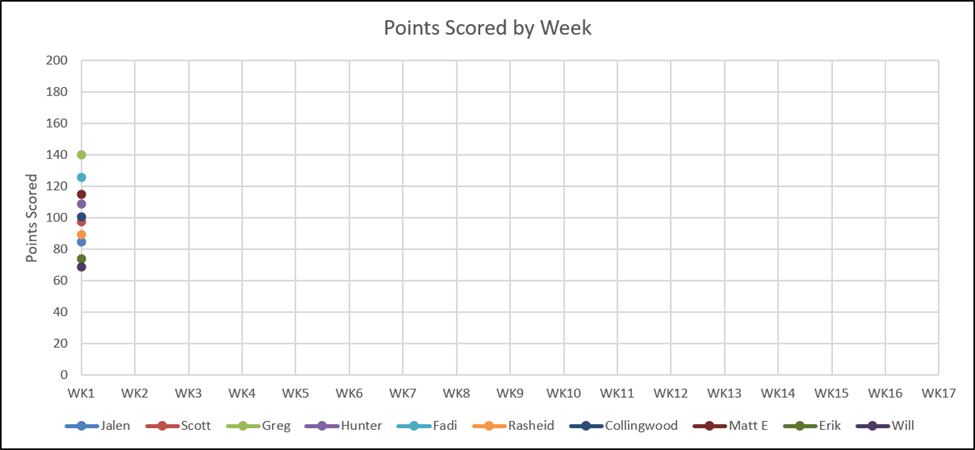 Points Scored by Week
200
180
160
140
120
100
80
60
40
20
0
Points Scored
WK1 WK2 WK3 WK4 WK5 WK6 WK7 WK8 WK9 WK10 WK11 WK12 WK13 WK14 WK15 WK16 WK17
Jalen Scott Greg Hunter Fadi Rasheid Collingwood Matt E Erik Will